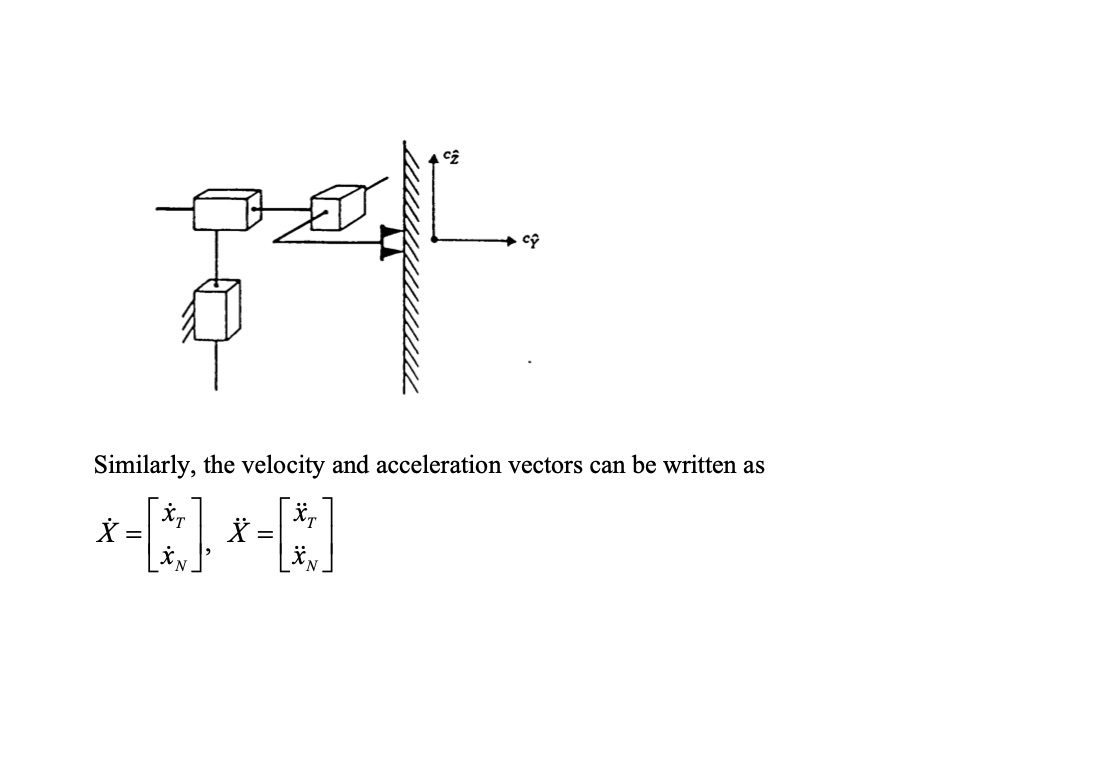 cẐ
cŶ
Similarly, the velocity and acceleration vectors can be written as
Ẋ = [ẋ_T ẋ_N], Ẍ = [ẍ_T ẍ_N]